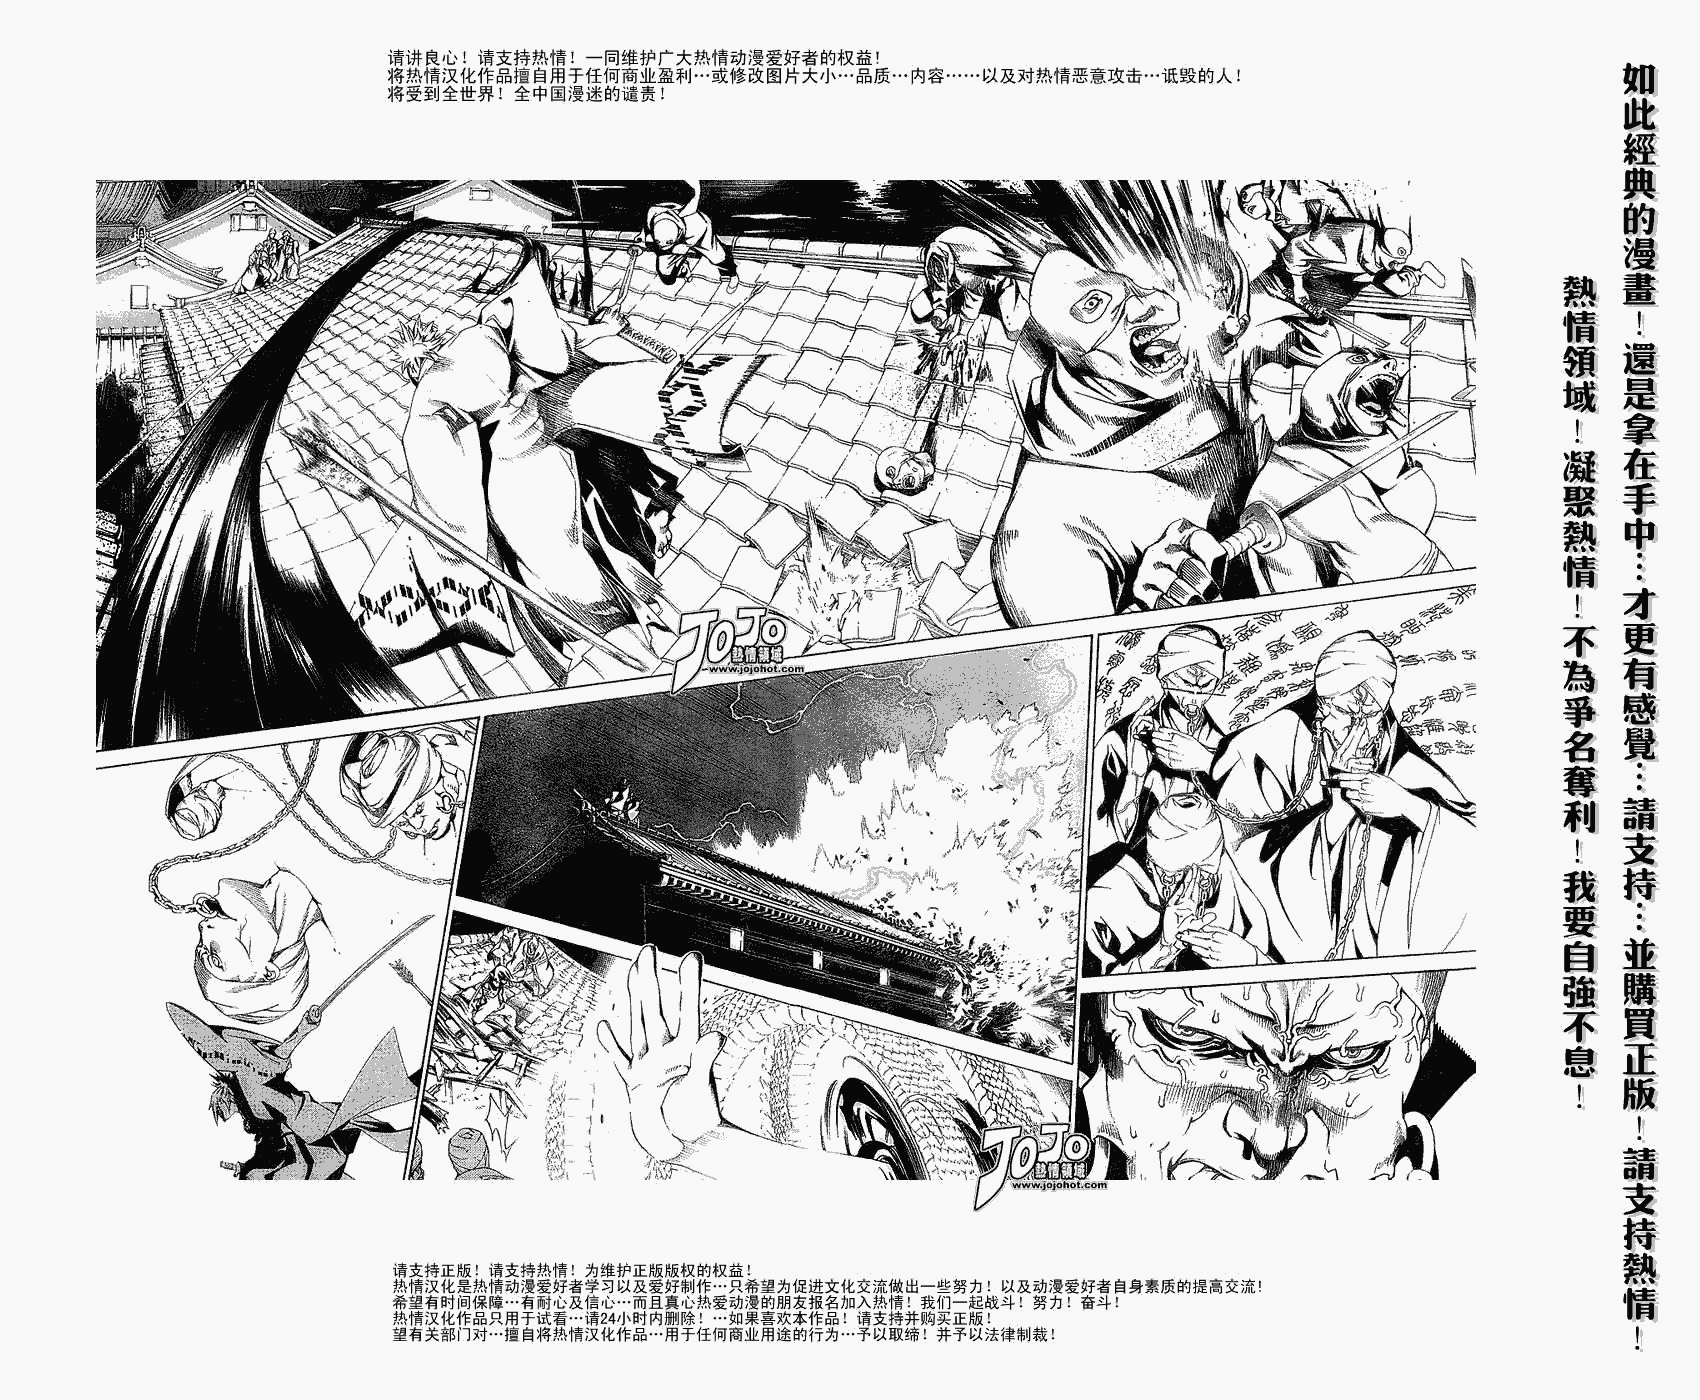 请讲良心！请支持热情！一同维护广大热情动漫爱好者的权益！
将热情汉化作品擅自用于任何商业盈利…或修改图片大小…品质…内容……以及对热情恶意攻击…诋毁的人！
将受到全世界！全中国漫迷的谴责！
如此經典的漫畫！還是拿在手中…才更有感覺…請支持…並購買正版！請支持熱情！
熱情領域！凝聚熱情！不為爭名奪利！我要自強不息！
JOJO
熱情領域
www.jojohot.com
JOJO
熱情領域
www.jojohot.com
请支持正版！请支持热情！为维护正版版权的权益！
热情汉化是热情动漫爱好者学习以及爱好制作…只希望为促进文化交流做出一些努力！以及动漫爱好者自身素质的提高交流！
希望有时间保障…有耐心及信心…而且真心热爱动漫的朋友报名加入热情！我们一起战斗！努力！奋斗！
热情汉化作品只用于试看…请24小时内删除！…如果喜欢本作品！请支持并购买正版！
望有关部门对…擅自将热情汉化作品…用于任何商业用途的行为…予以取缔！并予以法律制裁！